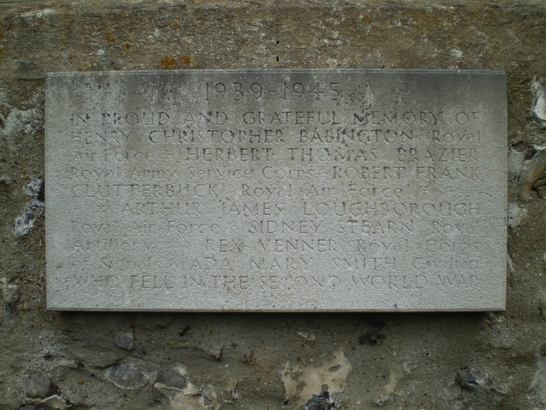 1939-1945
IN PROUD AND GRATEFUL MEMORY OF
HENRY CHRISTOPHER BABINGTON Royal
Air Force HERBERT THOMAS BRAZIER
Royal Army Service Corps ROBERT FRANK
CLUTTERBUCK Royal Air Force
ARTHUR JAMES LOUGHBOROUGH
Royal Air Force SIDNEY STEARN Royal
Artillery REX VENNER Royal Corps
of Signals ADA MARY SMITH Civilian
WHO FELL IN THE SECOND WORLD WAR